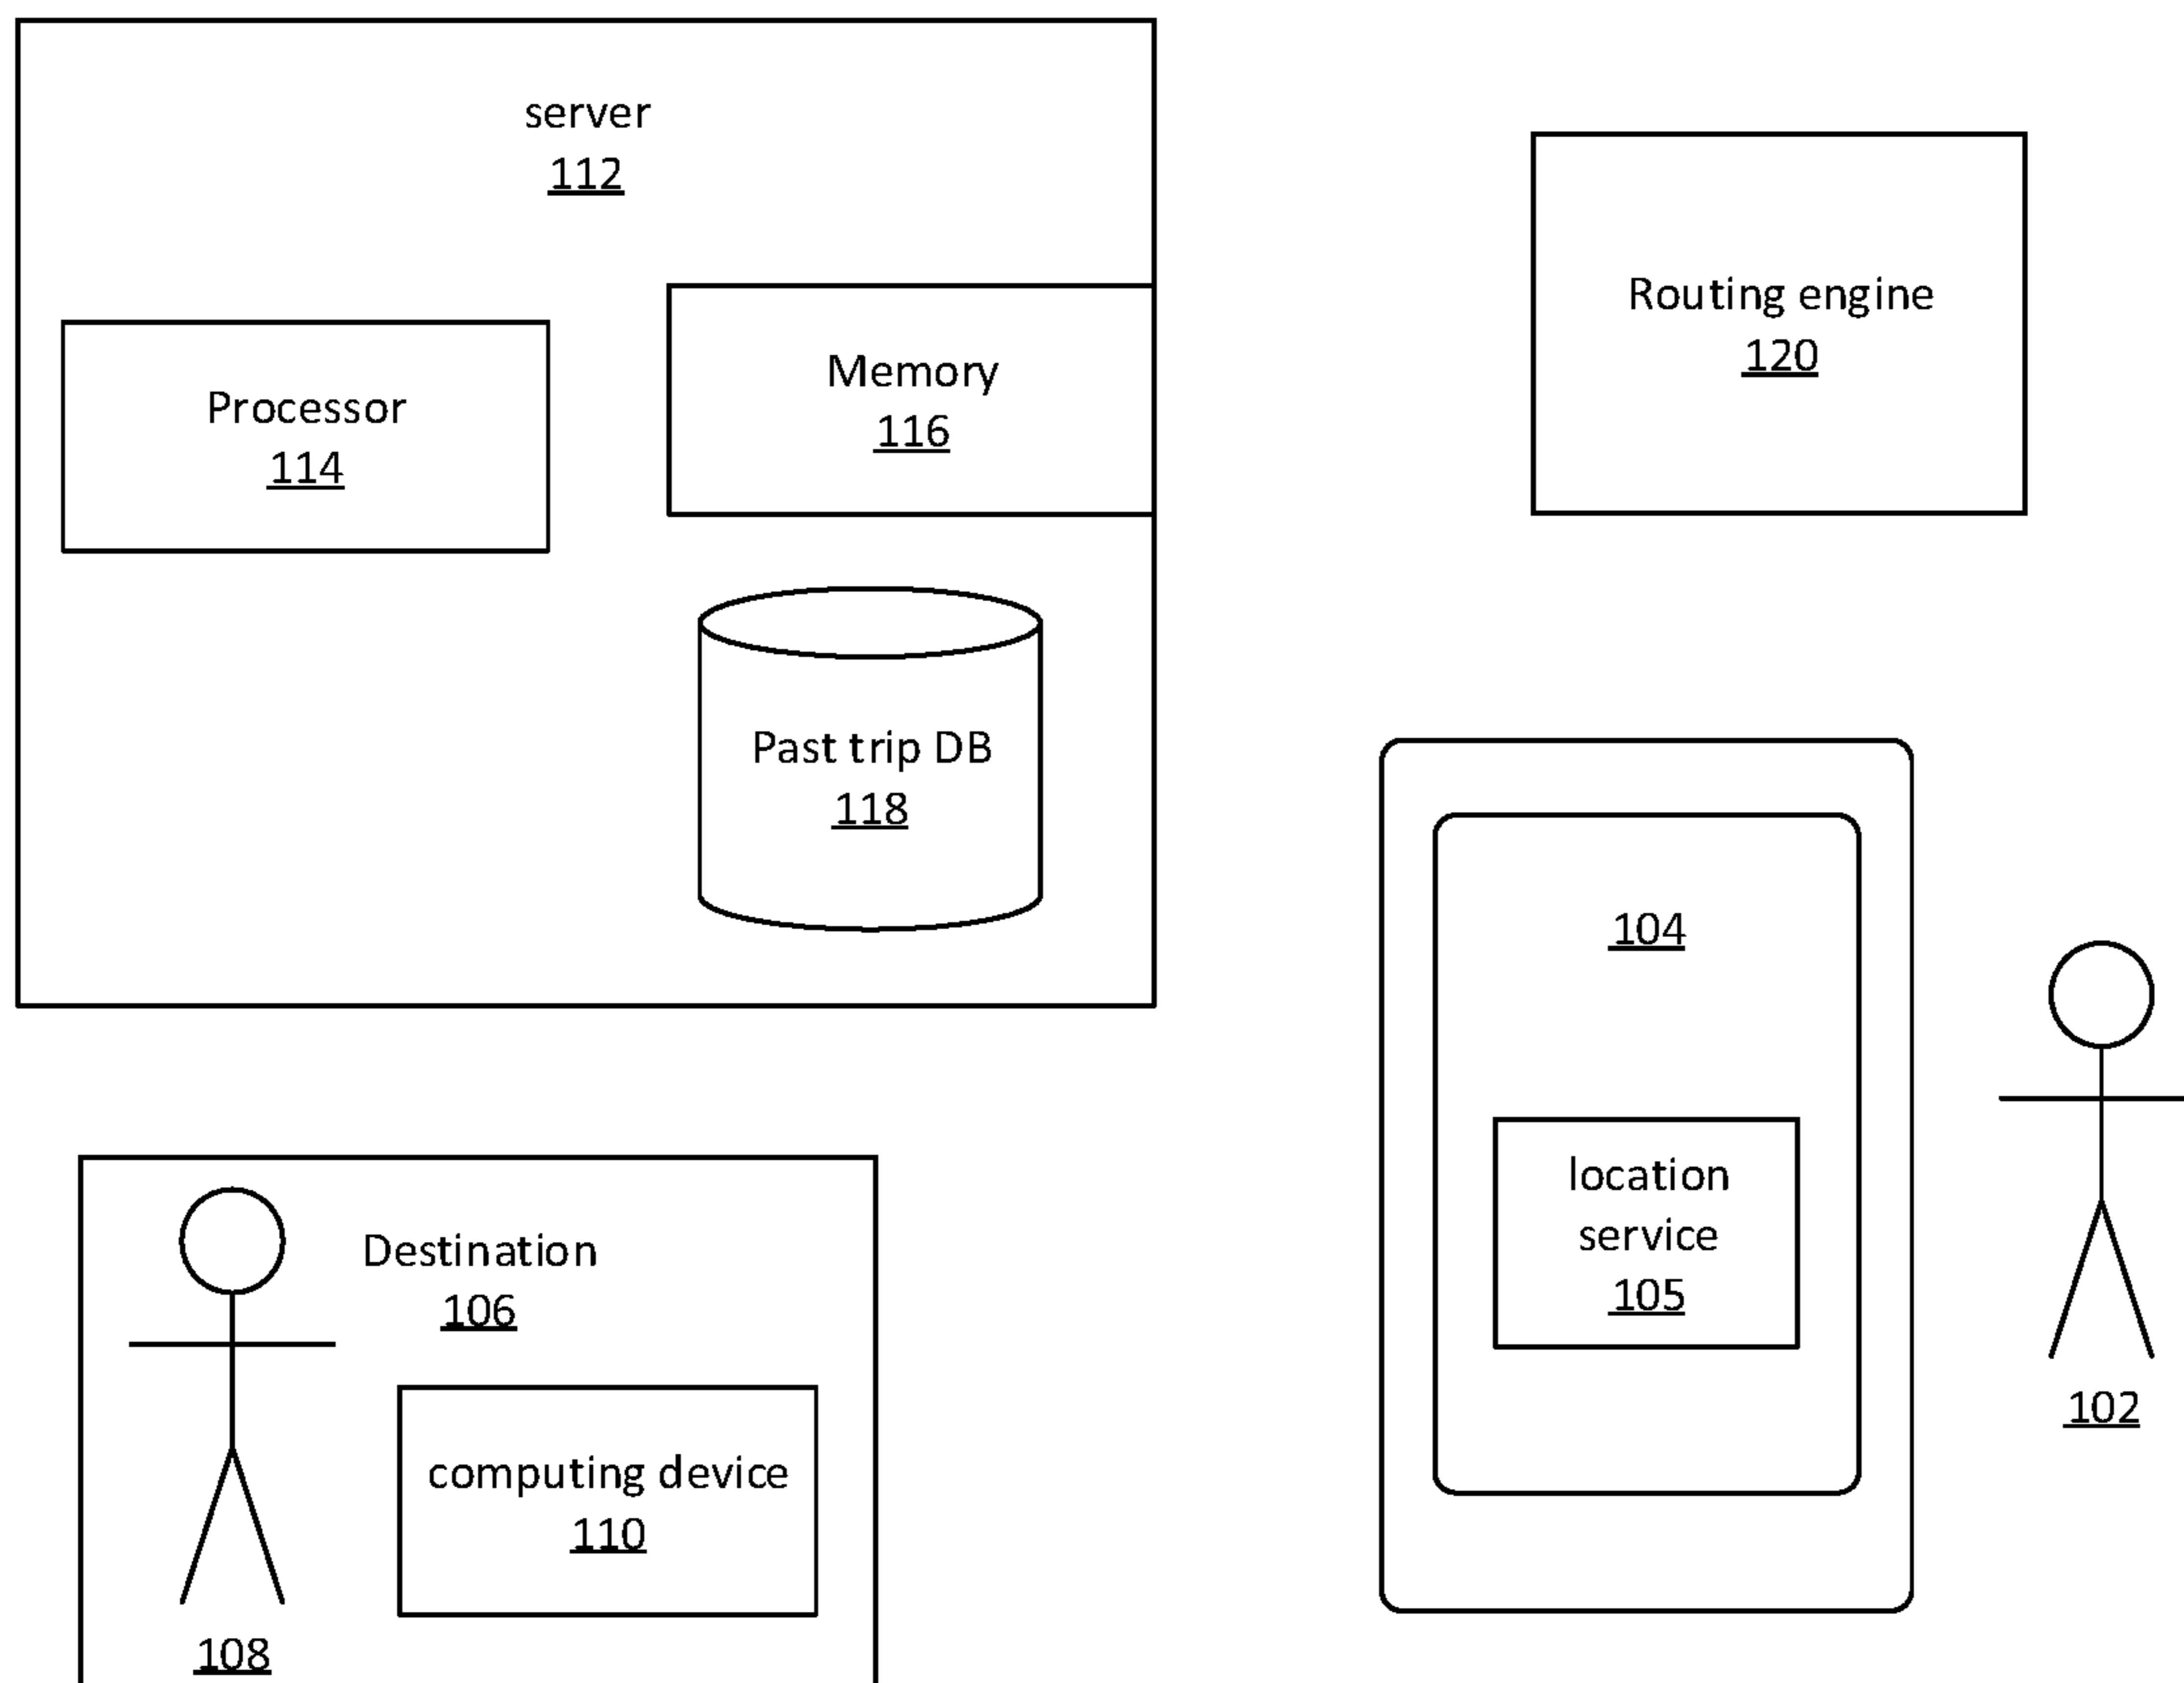 server
112
Processor
114
Memory
116
Past trip DB
118
Routing engine
120
104
location
service
105
102
Destination
106
computing device
110
108